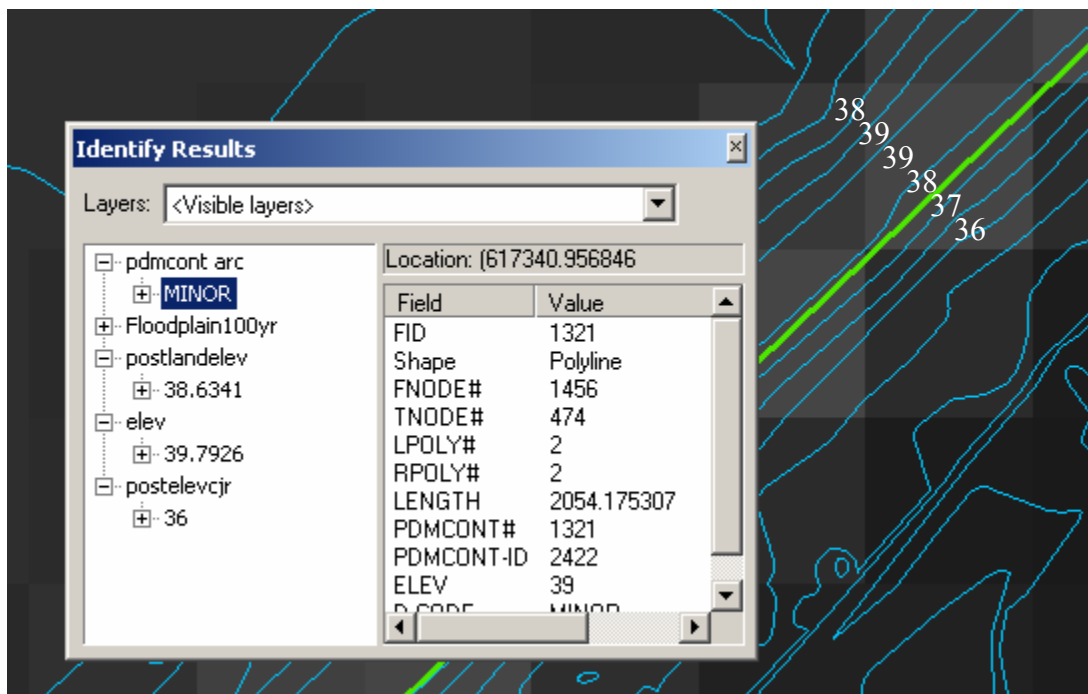 Identify Results
Layers: <Visible layers>
pdmcont arc
MINOR
Floodplain100yr
postlandelev
38.6341
elev
39.7926
postelevcjr
36
Location: (617340.956846
Field Value
FID 1321
Shape Polyline
FNODE# 1456
TNODE# 474
LPOLY# 2
RPOLY# 2
LENGTH 2054.175307
PDMCONT# 1321
PDMCONT-ID 2422
ELEV 39
38
39
39
38
37
36